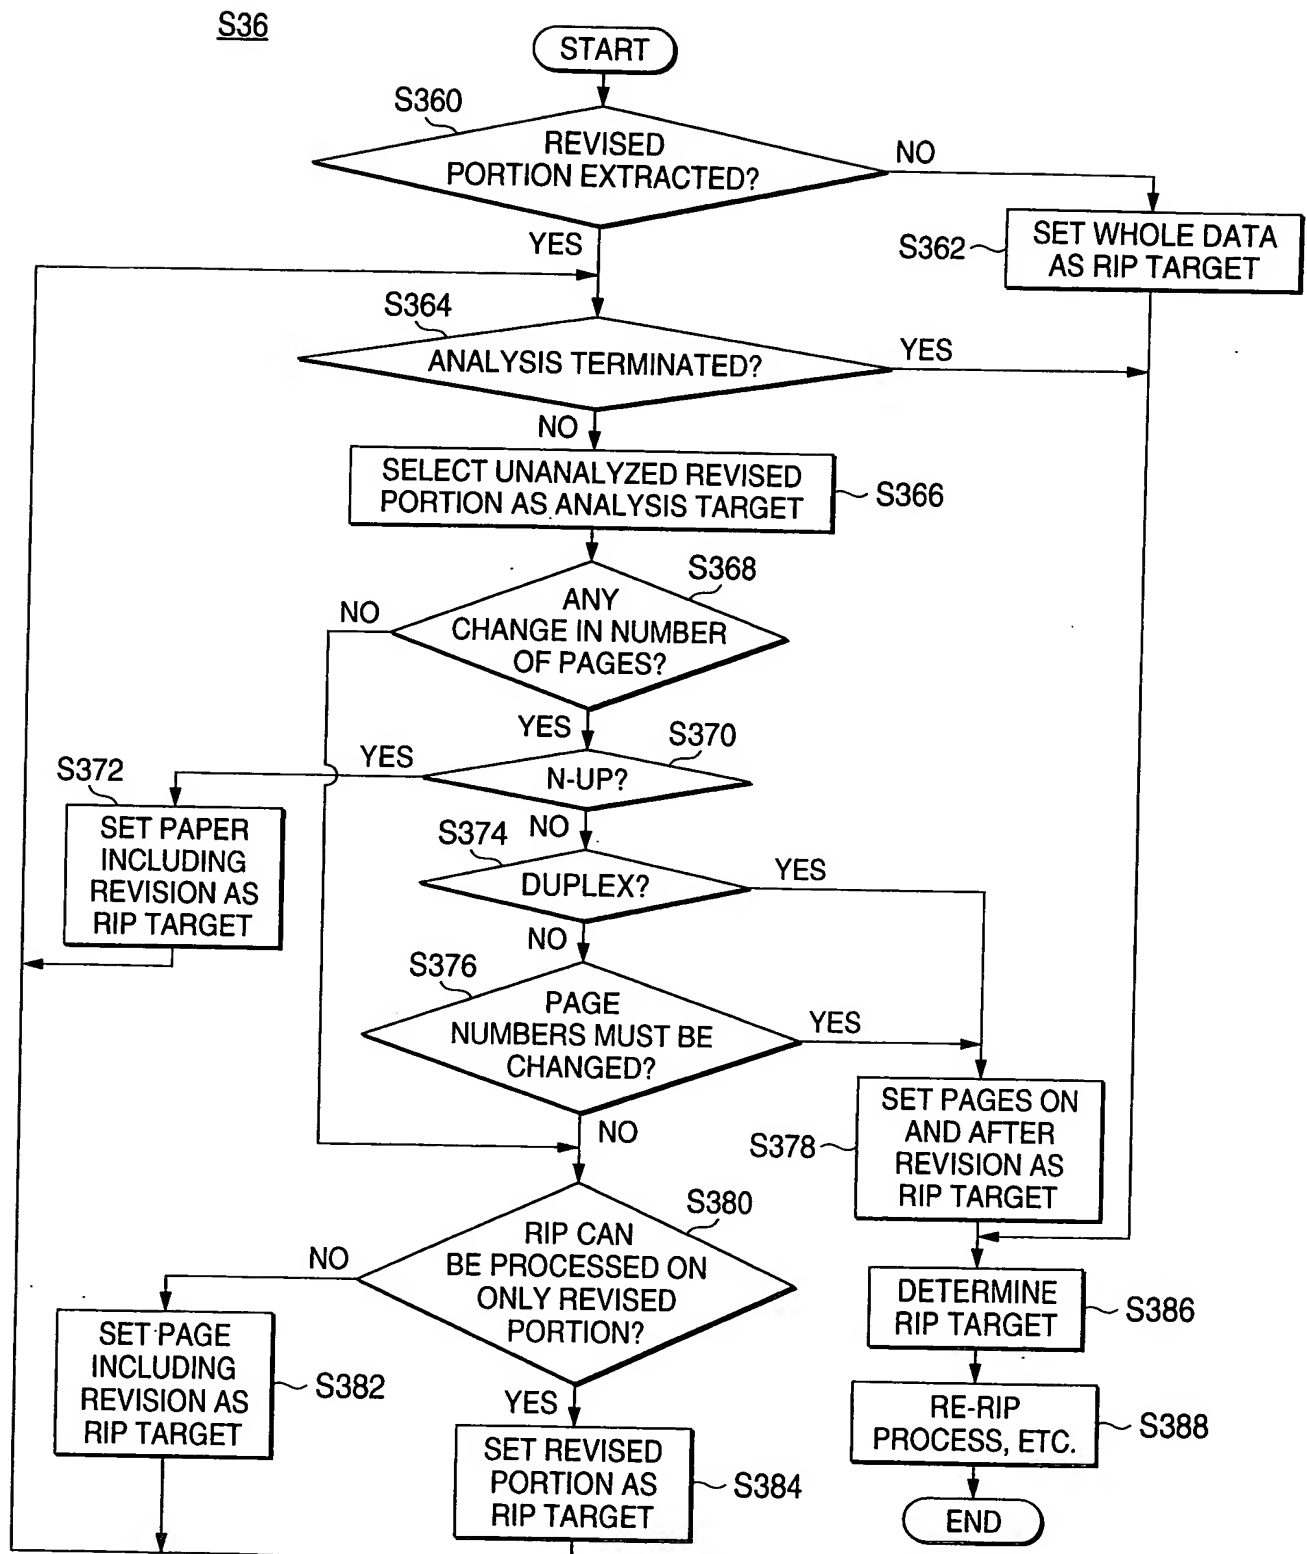 S36
START
S360
REVISED
PORTION EXTRACTED?
NO
YES
S362
SET WHOLE DATA
AS RIP TARGET
S364
ANALYSIS TERMINATED?
YES
NO
SELECT UNANALYZED REVISED
PORTION AS ANALYSIS TARGET
S366
S368
ANY
CHANGE IN NUMBER
OF PAGES?
NO
YES
S370
N-UP?
YES
NO
S372
SET PAPER
INCLUDING
REVISION AS
RIP TARGET
S374
DUPLEX?
YES
NO
S376
PAGE
NUMBERS MUST BE
CHANGED?
YES
NO
S378
SET PAGES ON
AND AFTER
REVISION AS
RIP TARGET
S380
RIP CAN
BE PROCESSED ON
ONLY REVISED
PORTION?
NO
YES
SET PAGE
INCLUDING
REVISION AS
RIP TARGET
S382
SET REVISED
PORTION AS
RIP TARGET
S384
DETERMINE
RIP TARGET
S386
RE-RIP
PROCESS, ETC.
S388
END